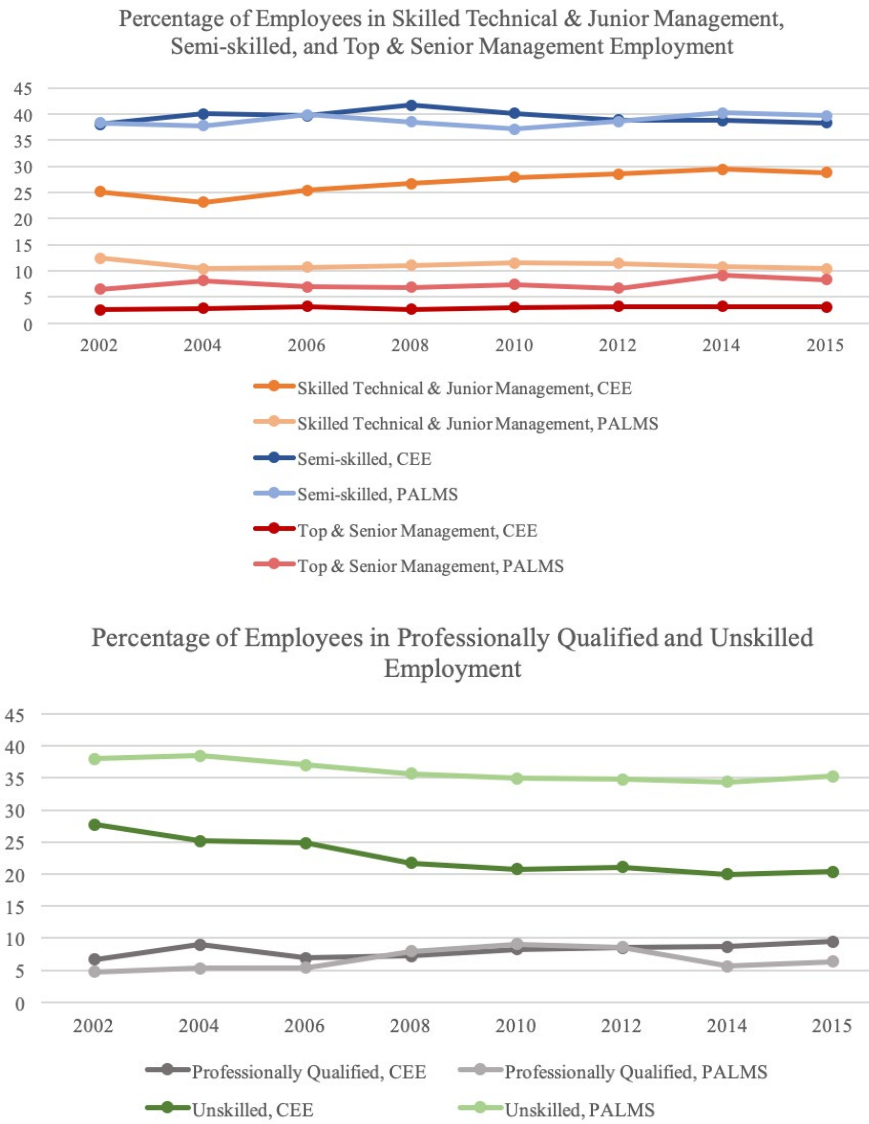 Percentage of Employees in Skilled Technical & Junior Management,
Semi-skilled, and Top & Senior Management Employment
45
40
35
30
25
20
15
10
5
0
2002 2004 2006 2008 2010 2012 2014 2015
Skilled Technical & Junior Management, CEE
Skilled Technical & Junior Management, PALMS
Semi-skilled, CEE
Semi-skilled, PALMS
Top & Senior Management, CEE
Top & Senior Management, PALMS
Percentage of Employees in Professionally Qualified and Unskilled
Employment
45
40
35
30
25
20
15
10
5
0
2002 2004 2006 2008 2010 2012 2014 2015
Professionally Qualified, CEE Professionally Qualified, PALMS
Unskilled, CEE Unskilled, PALMS